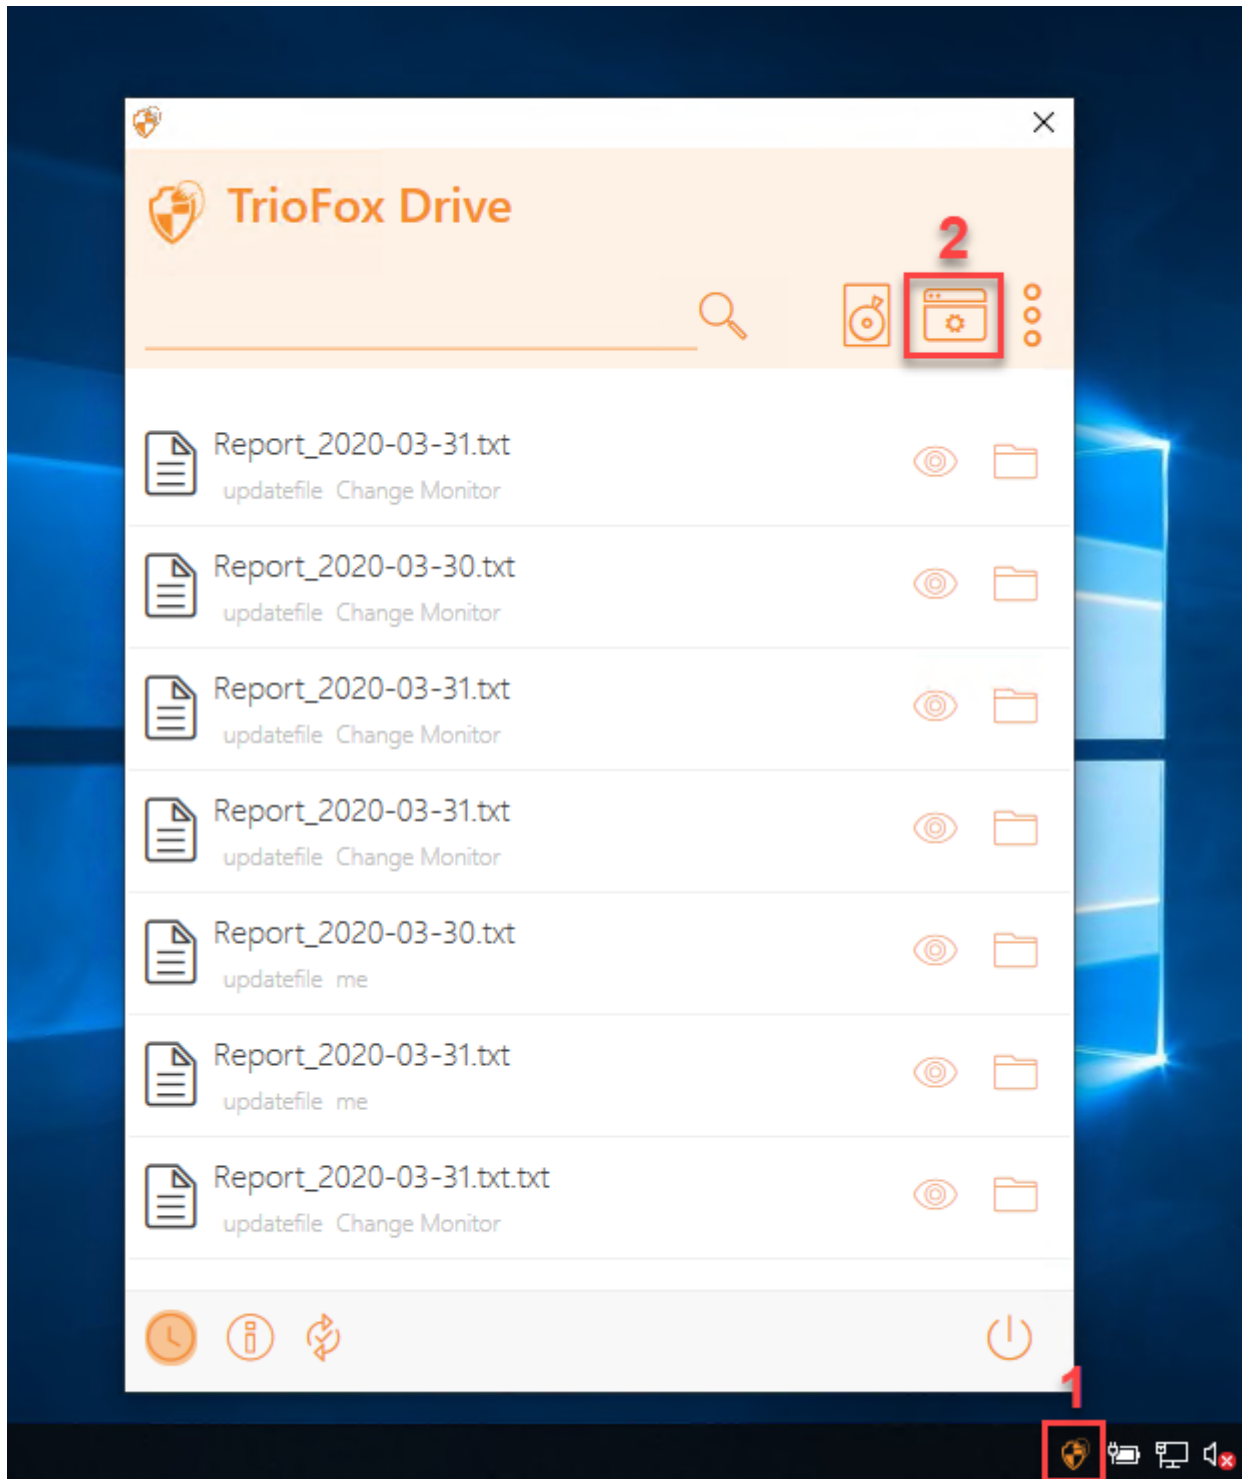 TrioFox Drive
2
Report_2020-03-31.txt
updatefile Change Monitor
Report_2020-03-30.txt
updatefile Change Monitor
Report_2020-03-31.txt
updatefile Change Monitor
Report_2020-03-31.txt
updatefile Change Monitor
Report_2020-03-30.txt
updatefile me
Report_2020-03-31.txt
updatefile me
Report_2020-03-31.txt.txt
updatefile Change Monitor
1